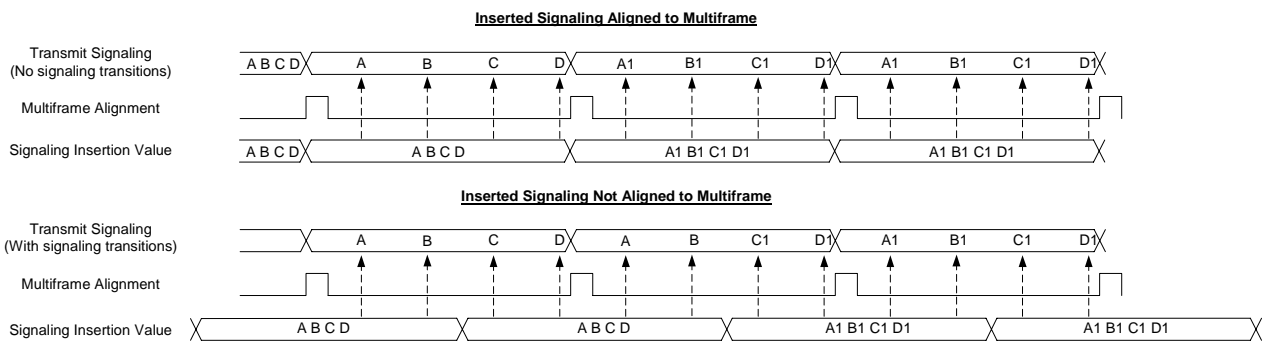 Inserted Signaling Aligned to Multiframe
Transmit Signaling
(No signaling transitions)
A B C D A B C D A1 B1 C1 D1 A1 B1 C1 D1
Multiframe Alignment
Signaling Insertion Value
A B C D A B C D A1 B1 C1 D1 A1 B1 C1 D1
Inserted Signaling Not Aligned to Multiframe
Transmit Signaling
(With signaling transitions)
A B C D A B C1 D1 A1 B1 C1 D1
Multiframe Alignment
Signaling Insertion Value
A B C D A B C D A1 B1 C1 D1 A1 B1 C1 D1